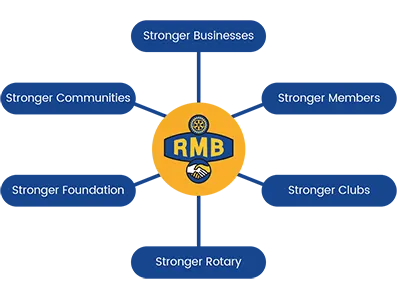 Stronger Businesses
Stronger Communities
Stronger Members
RMB
Stronger Foundation
Stronger Clubs
Stronger Rotary